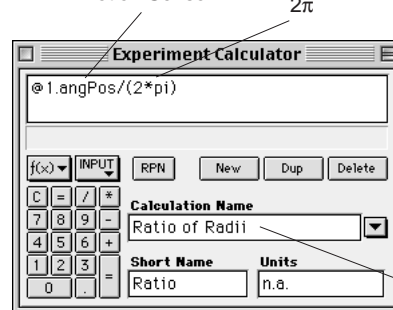 2π
Experiment Calculator
@1.angPos/(2*pi)
f(x) INPUT RPN New Dup Delete
C = / *
Calculation Name
7 8 9 -
Ratio of Radii
4 5 6 +
Short Name Units
1 2 3 =
Ratio n.a.
0 .